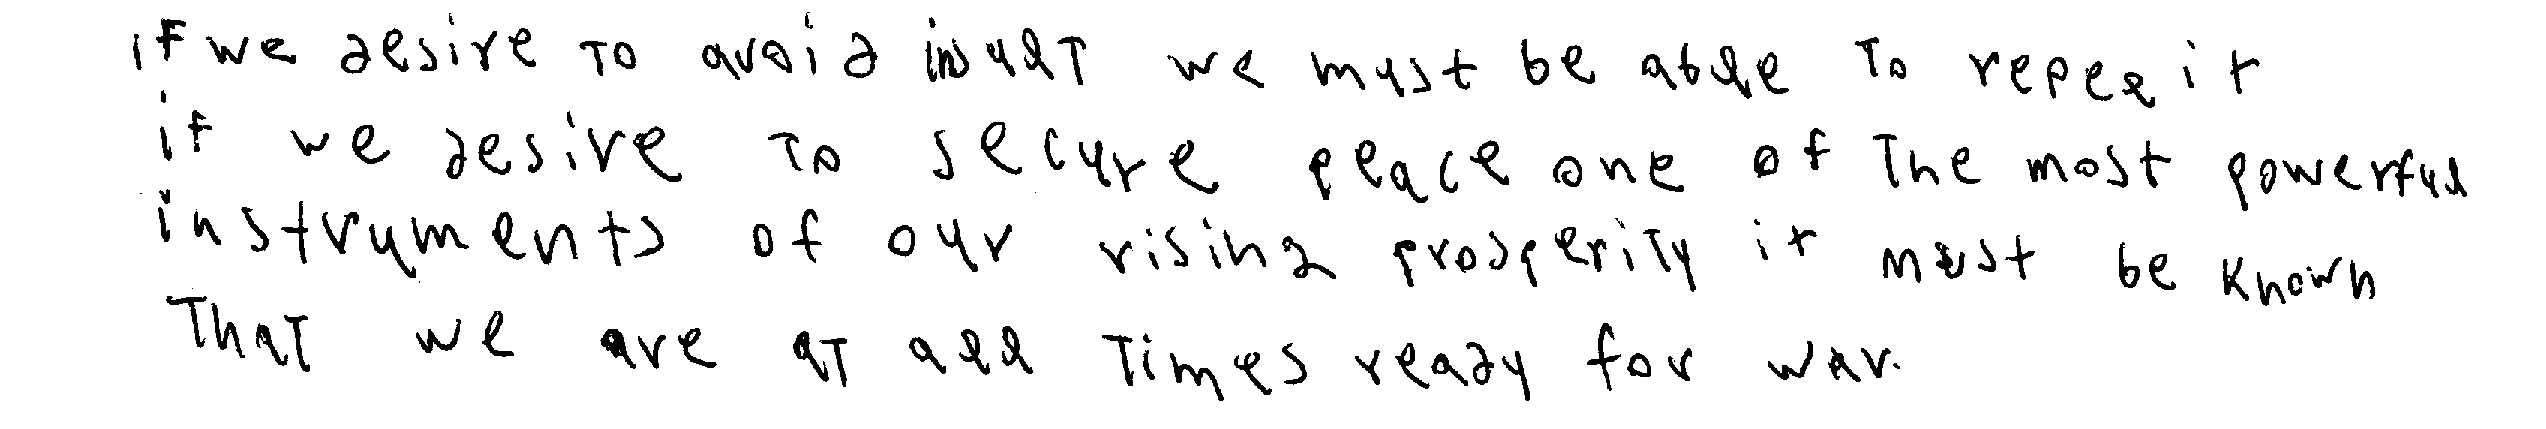 if we desire to avoid insult we must be able to repel it
if we desire to secure peace one of the most powerful
instruments of our rising prosperity it must be known
That we are at all times ready for war.